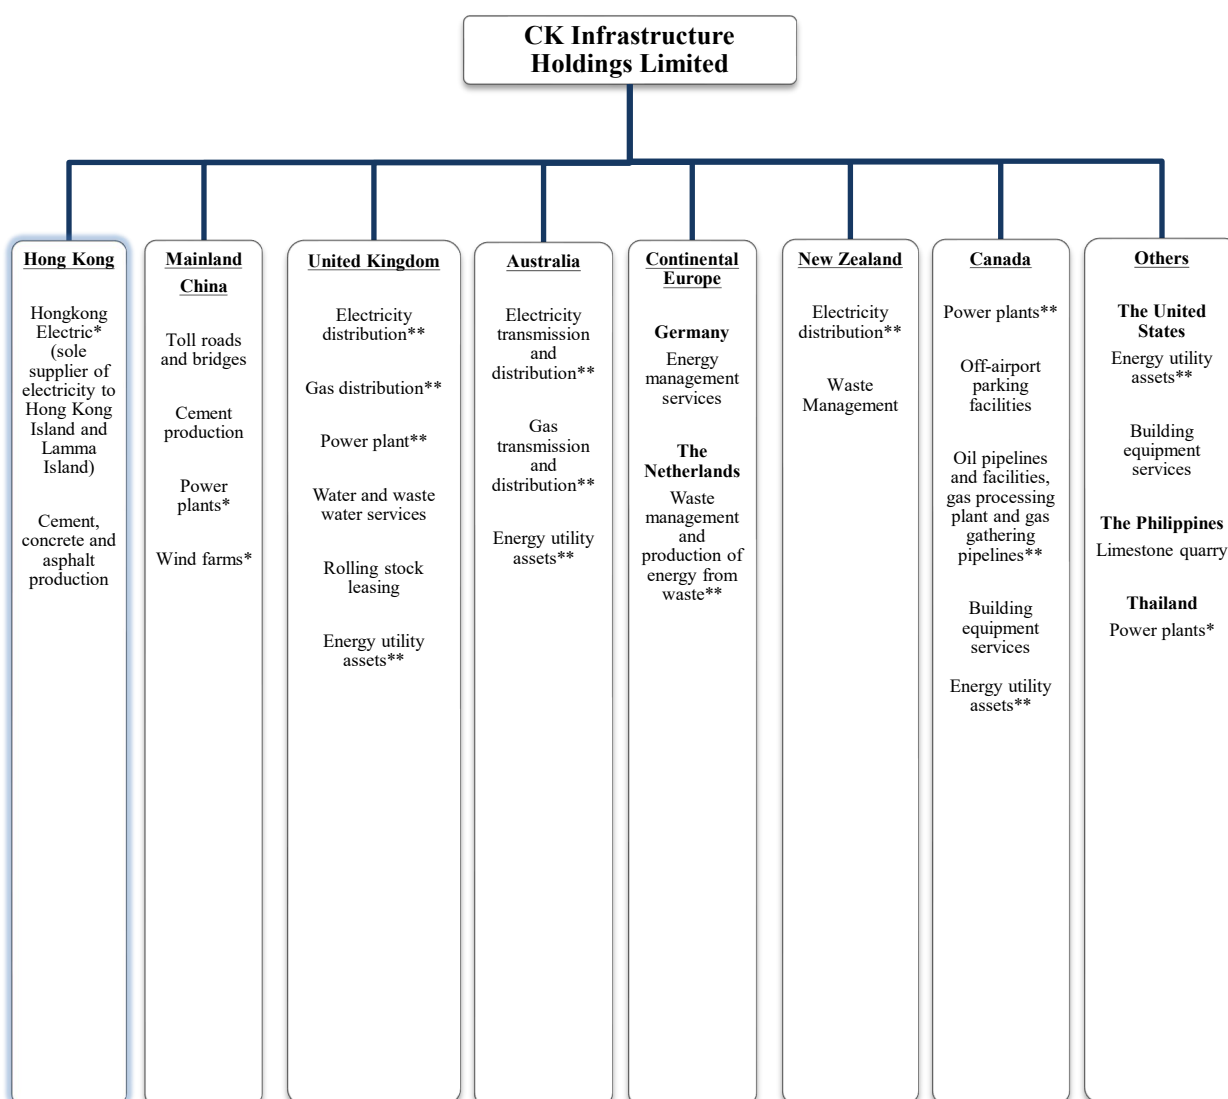 CK Infrastructure
Holdings Limited
Hong Kong
Hongkong
Electric*
(sole
supplier of
electricity to
Hong Kong
Island and
Lamma
Island)
Cement,
concrete and
asphalt
production
Mainland
China
Toll roads
and bridges
Cement
production
Power
plants*
Wind farms*
United Kingdom
Electricity
distribution**
Gas distribution**
Power plant**
Water and waste
water services
Rolling stock
leasing
Energy utility
assets**
Australia
Electricity
transmission
and
distribution**
Gas
transmission
and
distribution**
Energy utility
assets**
Continental
Europe
Germany
Energy
management
services
The
Netherlands
Waste
management
and
production of
energy from
waste**
New Zealand
Electricity
distribution**
Waste
Management
Canada
Power plants**
Off-airport
parking
facilities
Oil pipelines
and facilities,
gas processing
plant and gas
gathering
pipelines**
Building
equipment
services
Energy utility
assets**
Others
The United
States
Energy utility
assets**
Building
equipment
services
The Philippines
Limestone quarry
Thailand
Power plants*